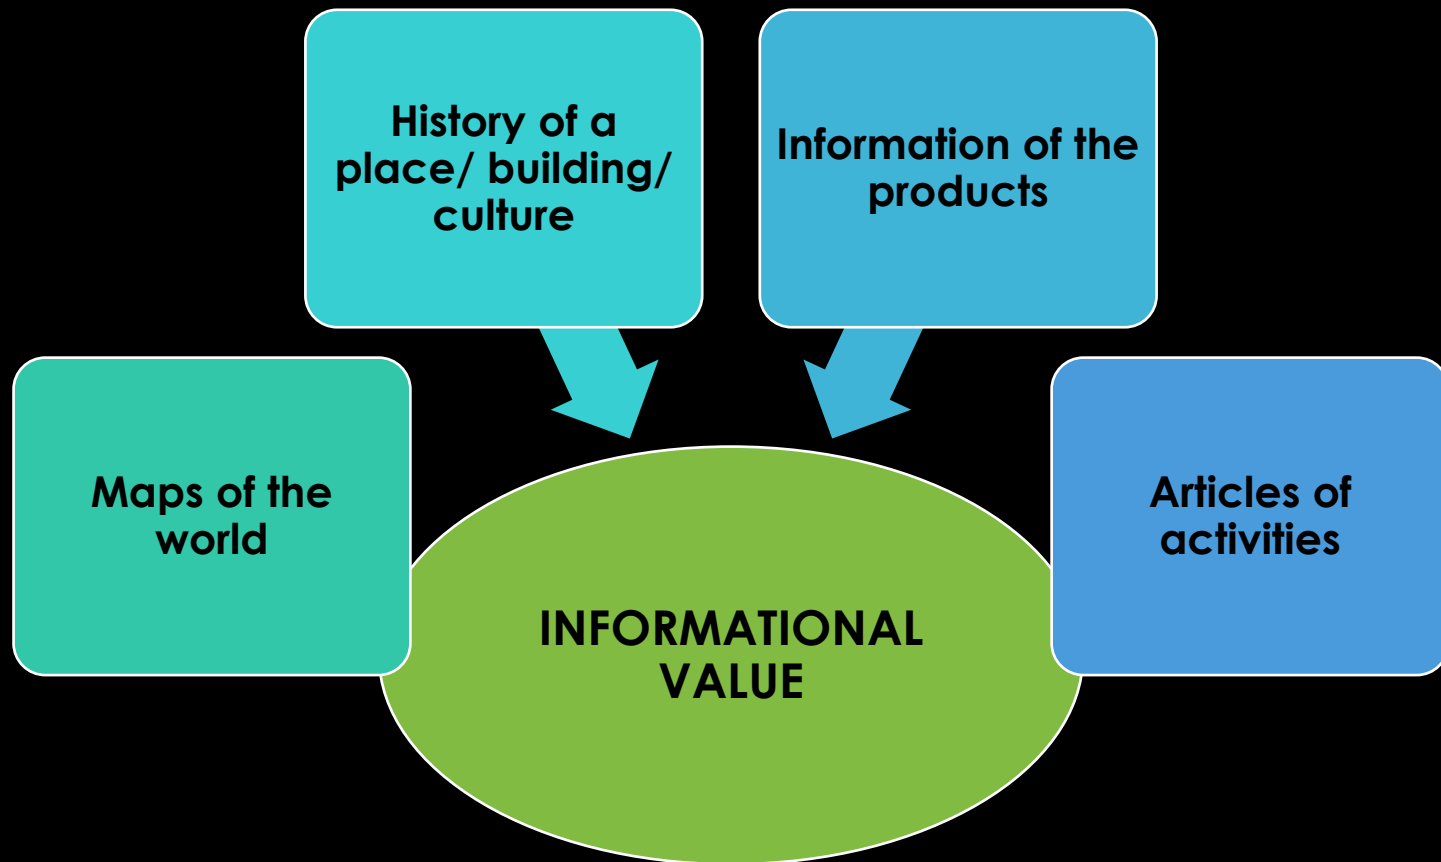 History of a
place/ building/
culture
Information of the
products
Maps of the
world
Articles of
activities
INFORMATIONAL
VALUE